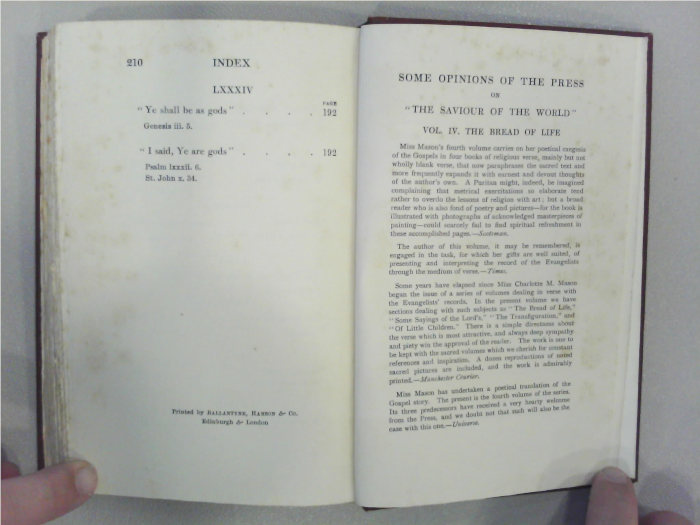 210 INDEX
LXXXIV
PAGE
"Ye shall be as gods" . . . . 192
Genesis iii. 5.
"I said, Ye are gods" . . . . 192
Psalm lxxxii. 6.
St. John x. 34.
Printed by BALLANTYNE, HANSON & Co.
Edinburgh & London
SOME OPINIONS OF THE PRESS
ON
"THE SAVIOUR OF THE WORLD"
VOL. IV. THE BREAD OF LIFE
Miss Mason's fourth volume carries on her poetical exegesis
of the Gospels in four books of religious verse, mainly but not
wholly blank verse, that now paraphrases the sacred text and
more frequently expands it with earnest and devout thoughts
of the author's own. A Puritan might, indeed, be imagined
complaining that metrical exercitations so elaborate tend
rather to overdo the lessons of religion with art; but a broad
reader who is also fond of poetry and pictures—for the book is
illustrated with photographs of acknowledged masterpieces of
painting—could scarcely fail to find spiritual refreshment in
these accomplished pages.—Scotsman.
The author of this volume, it may be remembered, is
engaged in the task, for which her gifts are well suited, of
presenting and interpreting the record of the Evangelists
through the medium of verse.—Times.
Some years have elapsed since Miss Charlotte M. Mason
began the issue of a series of volumes dealing in verse with
the Evangelists' records. In the present volume we have
sections dealing with such subjects as "The Bread of Life,"
"Some Sayings of the Lord's," "The Transfiguration," and
"Of Little Children." There is a simple directness about
the verse which is most attractive, and always deep sympathy
and piety win the approval of the reader. The work is one to
be kept with the sacred volumes which we cherish for constant
references and inspiration. A dozen reproductions of noted
sacred pictures are included, and the work is admirably
printed.—Manchester Courier.
Miss Mason has undertaken a poetical translation of the
Gospel story. The present is the fourth volume of the series.
Its three predecessors have received a very hearty welcome
from the Press, and we doubt not that such will also be the
case with this one.—Universe.